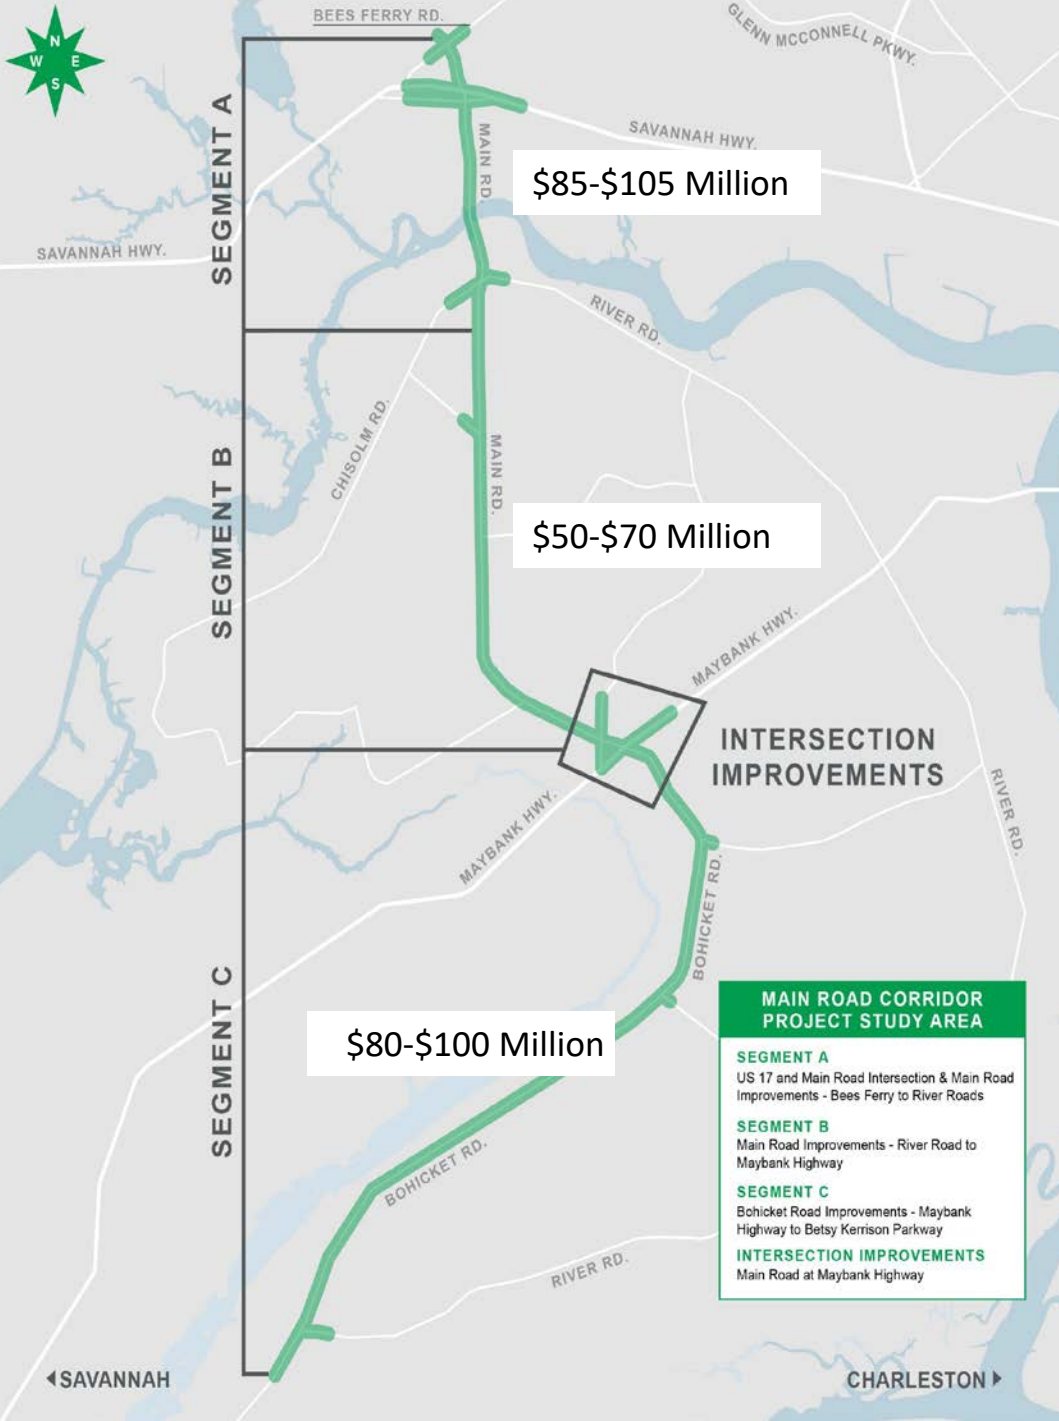 BEES FERRY RD.
GLENN MCCONNELL PKWY.
N
W E
S
SEGMENT A
MAIN RD.
SAVANNAH HWY.
$85-$105 Million
SAVANNAH HWY.
RIVER RD.
CHISOLM RD.
SEGMENT B
MAIN RD.
$50-$70 Million
MAYBANK HWY.
INTERSECTION
IMPROVEMENTS
RIVER RD.
MAYBANK HWY.
BOHICKET RD.
SEGMENT C
$80-$100 Million
BOHICKET RD.
RIVER RD.
MAIN ROAD CORRIDOR
PROJECT STUDY AREA
SEGMENT A
US 17 and Main Road Intersection & Main Road
Improvements - Bees Ferry to River Roads
SEGMENT B
Main Road Improvements - River Road to
Maybank Highway
SEGMENT C
Bohicket Road Improvements - Maybank
Highway to Betsy Kerrison Parkway
INTERSECTION IMPROVEMENTS
Main Road at Maybank Highway
SAVANNAH
CHARLESTON